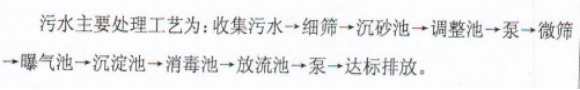 污水主要处理工艺为：收集污水→细筛→沉砂池→调整池→泵→微筛
→曝气池→沉淀池→消毒池→放流池→泵→达标排放。